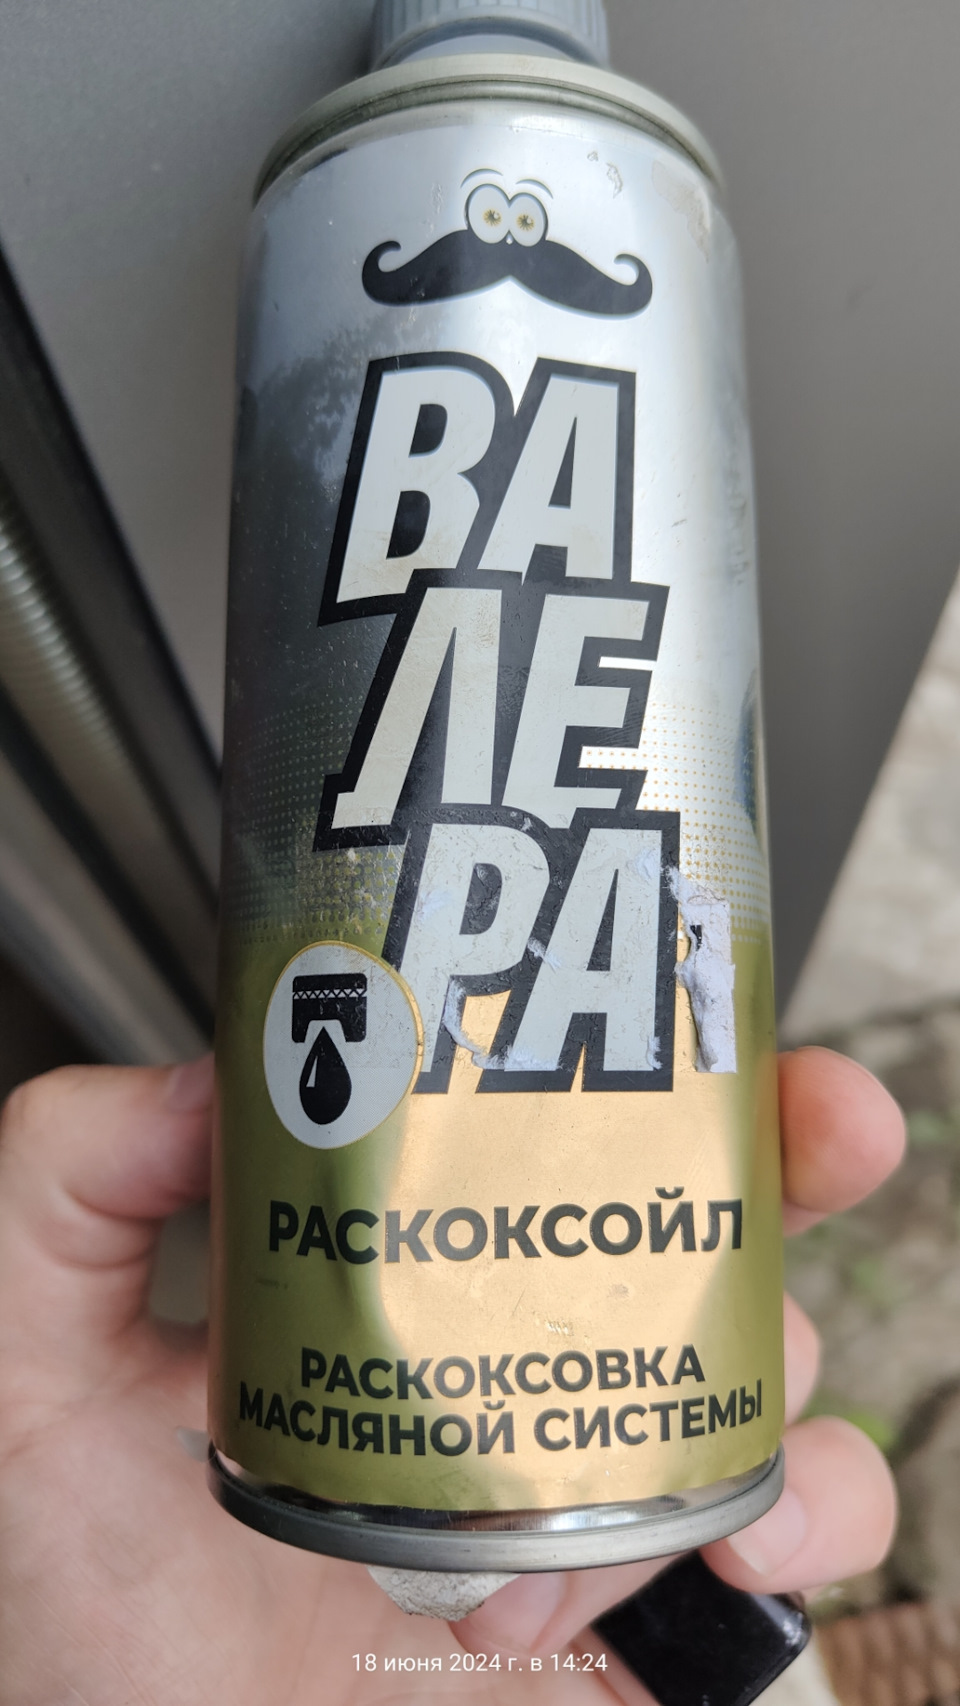 ВА
ЛЕ
РА
РАСКОКСОЙЛ
РАСКОКСОВКА
МАСЛЯНОЙ СИСТЕМЫ
18 июня 2024 г. в 14:24